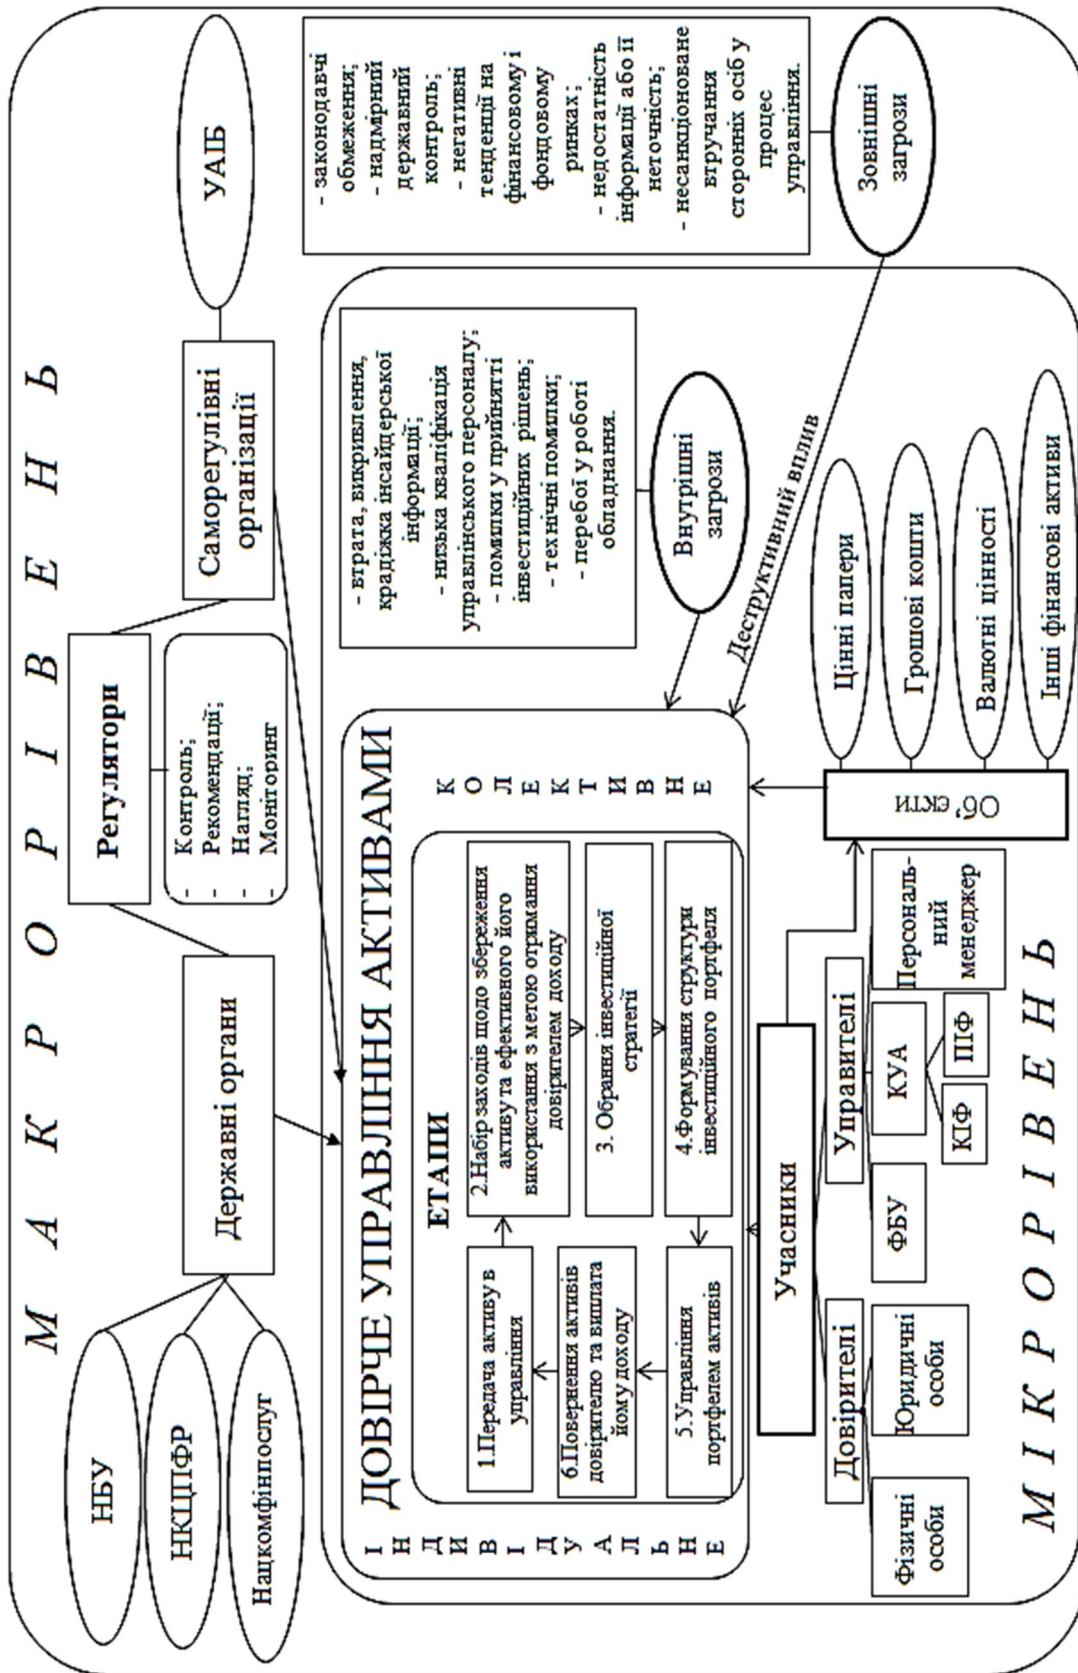 МАКРОРІВЕНЬ
Регулятори
- Контроль;
- Рекомендації;
- Нагляд;
- Моніторинг
Державні органи
НБУ
НКЦПФР
Нацкомфінпослуг
Саморегулівні
організації
УАІБ
ДОВІРЧЕ УПРАВЛІННЯ АКТИВАМИ
ІНДИВІДУАЛЬНЕ
КОЛЕКТИВНЕ
ЕТАПИ
1.Передача активу в
управління
2.Набір заходів щодо збереження
активу та ефективного його
використання з метою отримання
довірителем доходу
3. Обрання інвестиційної
стратегії
4.Формування структури
інвестиційного портфеля
5.Управління
портфелем активів
6.Повернення активів
довірителю та виплата
йому доходу
- втрата, викривлення,
крадіжка інсайдерської
інформації;
- низька кваліфікація
управлінського персоналу;
- помилки у прийнятті
інвестиційних рішень;
- технічні помилки;
- перебої у роботі
обладнання.
Внутрішні
загрози
- законодавчі
обмеження;
- надмірний
державний
контроль;
- негативні
тенденції на
фінансовому і
фондовому
ринках;
- недостатність
інформації або її
неточність;
- несанкціоноване
втручання
сторонніх осіб у
процес
управління.
Зовнішні
загрози
Деструктивний вплив
Учасники
Довірителі
Фізичні
особи
Юридичні
особи
Управителі
ФБУ
КУА
КІФ
ПІФ
Персональ-
ний
менеджер
Об'єкти
Цінні папери
Грошові кошти
Валютні цінності
Інші фінансові активи
МІКРОРІВЕНЬ